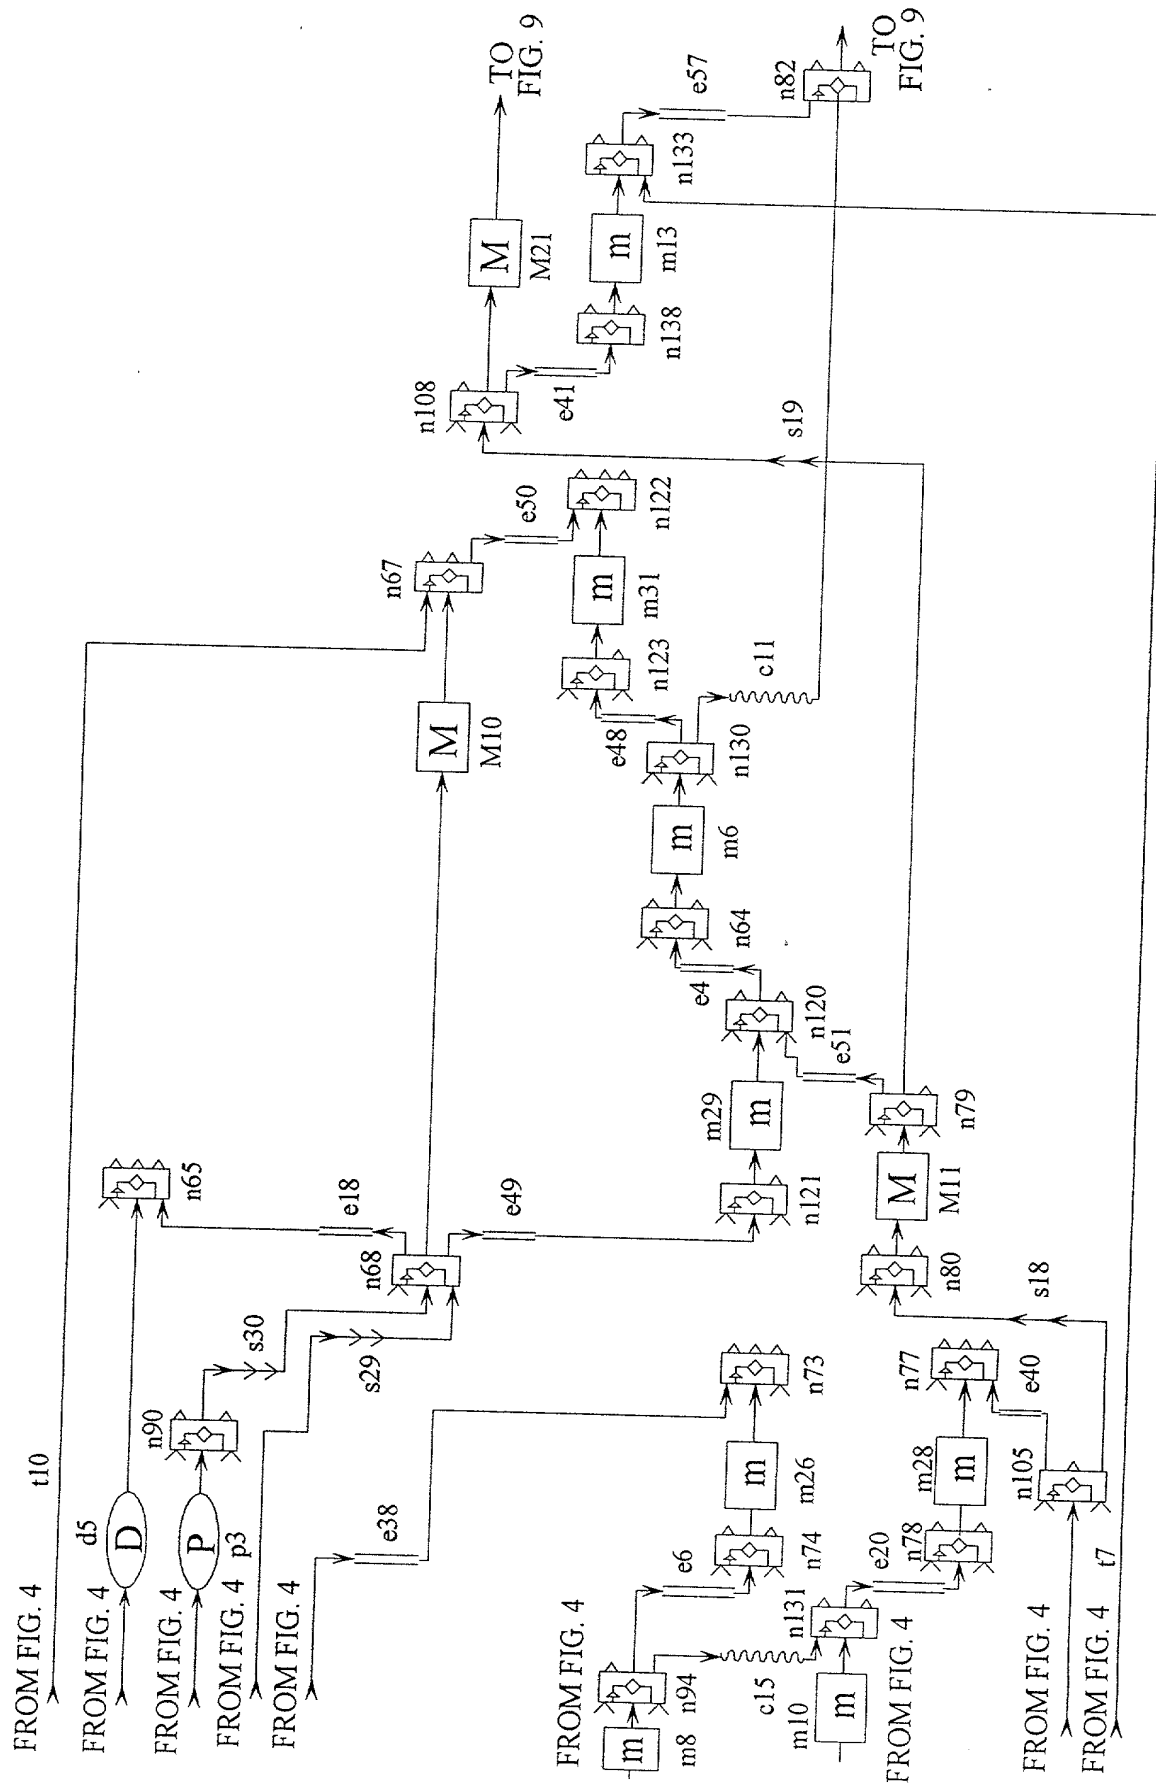 FROM FIG. 4
t10
FROM FIG. 4
d5
D
FROM FIG. 4
n90
P
n65
FROM FIG. 4
p3
s30
FROM FIG. 4
e18
s29
n68
e38
n67
n108
M
M10
M
M21
TO
FIG. 9
e49
e50
FROM FIG. 4
e41
e6
m
m31
e48
m
m13
m
m8
n94
n123
n122
n138
n133
m
m6
e4
e57
n64
n130
m29
m
n73
m
m26
n74
c15
c11
n82
s19
m10
m
n131
n121
n120
e51
TO
FIG. 9
e20
FROM FIG. 4
n78
m28
m
n77
M
M11
n80
n79
n105
e40
s18
FROM FIG. 4
FROM FIG. 4
t7